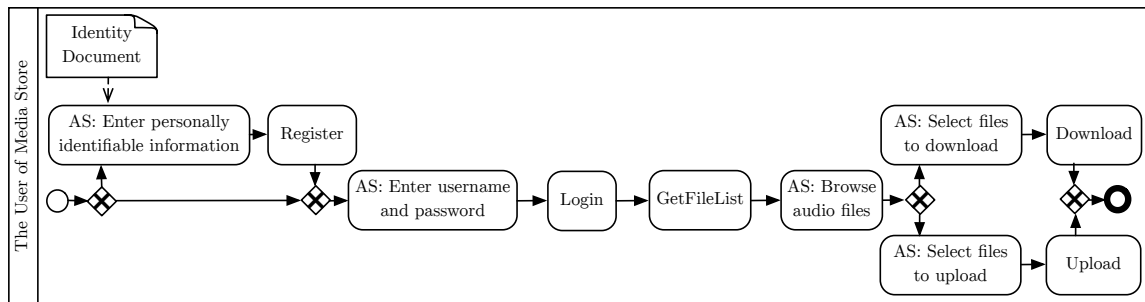 The User of Media Store
Identity
Document
AS: Enter personally
identifiable information
Register
AS: Enter username
and password
Login
GetFileList
AS: Browse
audio files
AS: Select files
to download
Download
AS: Select files
to upload
Upload